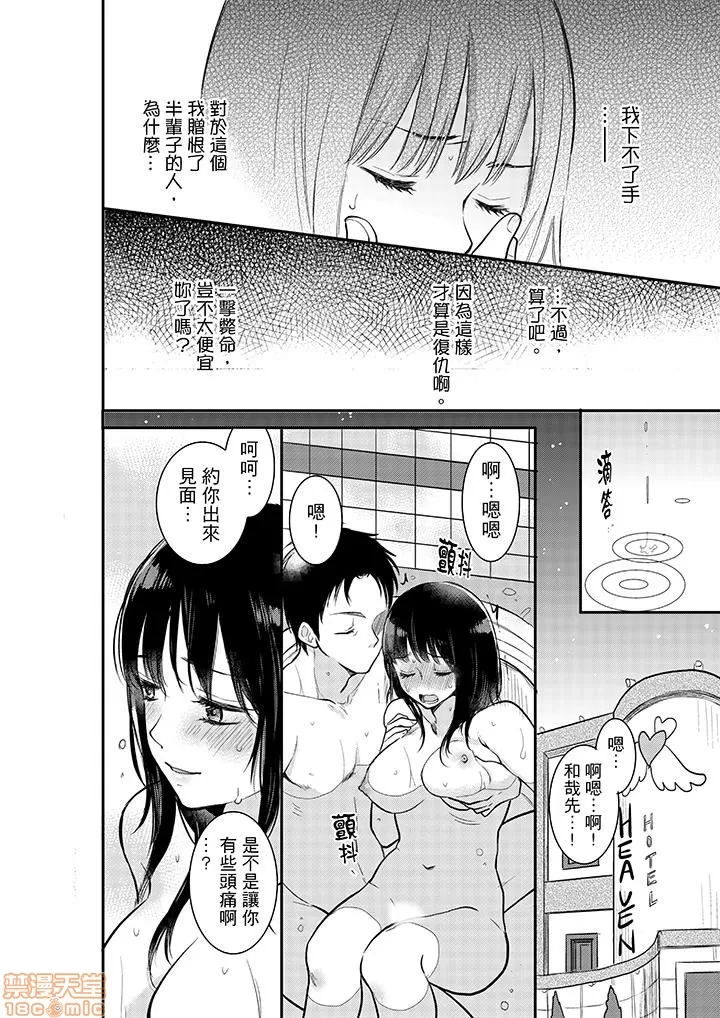 我下不了手
⋯⋯——
對於這個
我贈恨了
半輩子的人，
為什麼⋯
⋯不過，
算了吧。
因為這樣
才算是復仇啊。
一擊斃命，
豈不太便宜
妳了嗎？
滴答
嗯⋯
啊嗯⋯啊！
和哉先⋯！
HOTEL
HEAVEN
啊⋯嗯嗯
顫抖
嗯！
顫抖
呵呵⋯
約你出來
見面⋯
是不是讓你
有些頭痛啊
⋯？
禁漫天堂
18comic